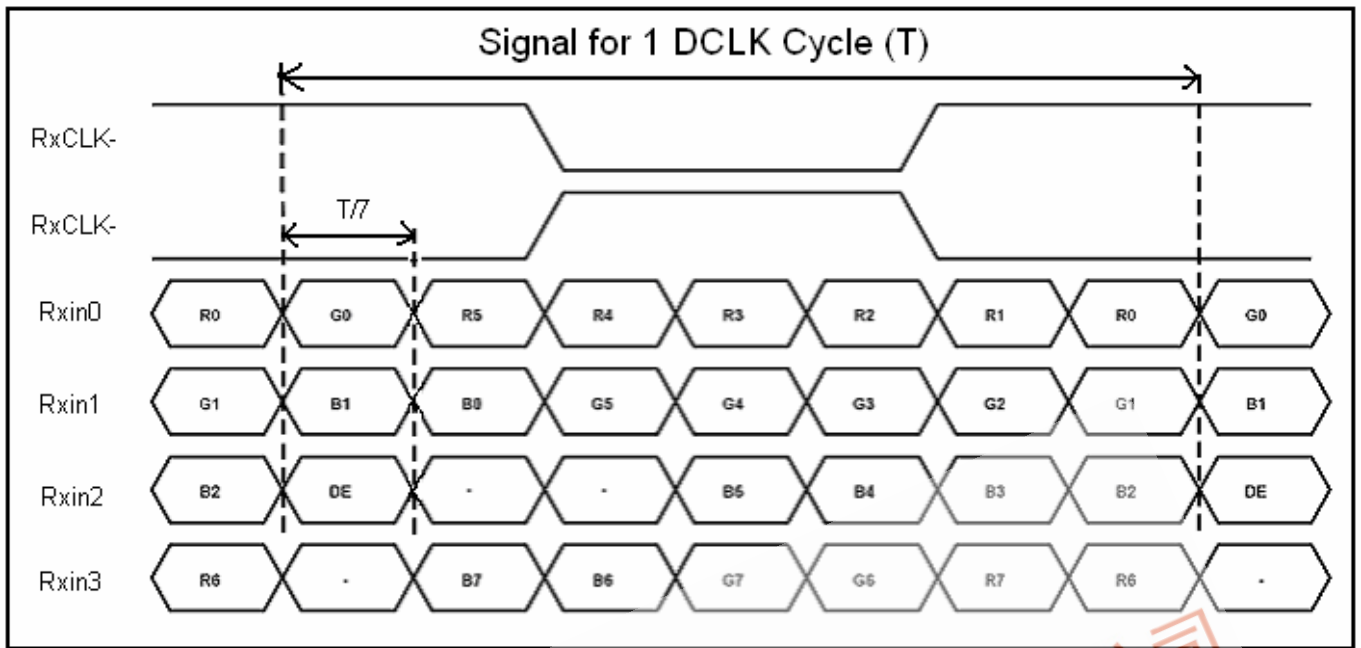 Signal for 1 DCLK Cycle (T)
RxCLK-
RxCLK-
T/7
Rxin0 R0 G0 R5 R4 R3 R2 R1 R0 G0
Rxin1 G1 B1 B0 G5 G4 G3 G2 G1 B1
Rxin2 B2 DE - - B5 B4 B3 B2 DE
Rxin3 R6 - B7 B6 G7 G6 R7 R6 -
司